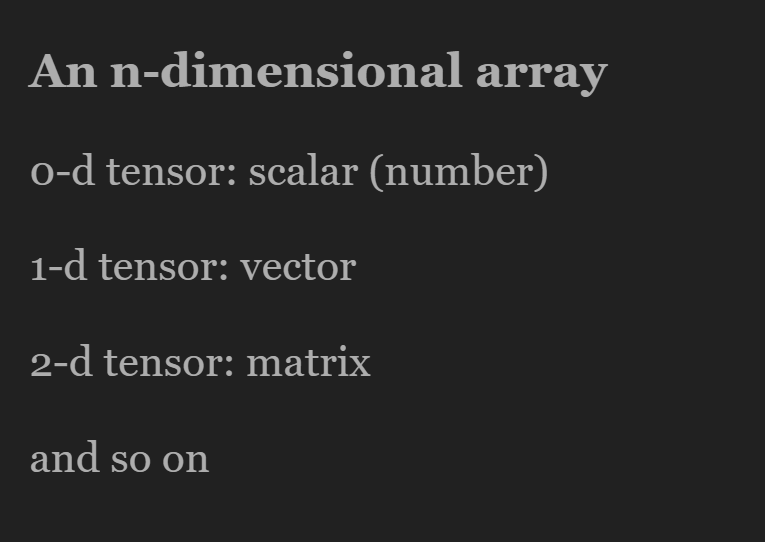 An n-dimensional array
0-d tensor: scalar (number)
1-d tensor: vector
2-d tensor: matrix
and so on